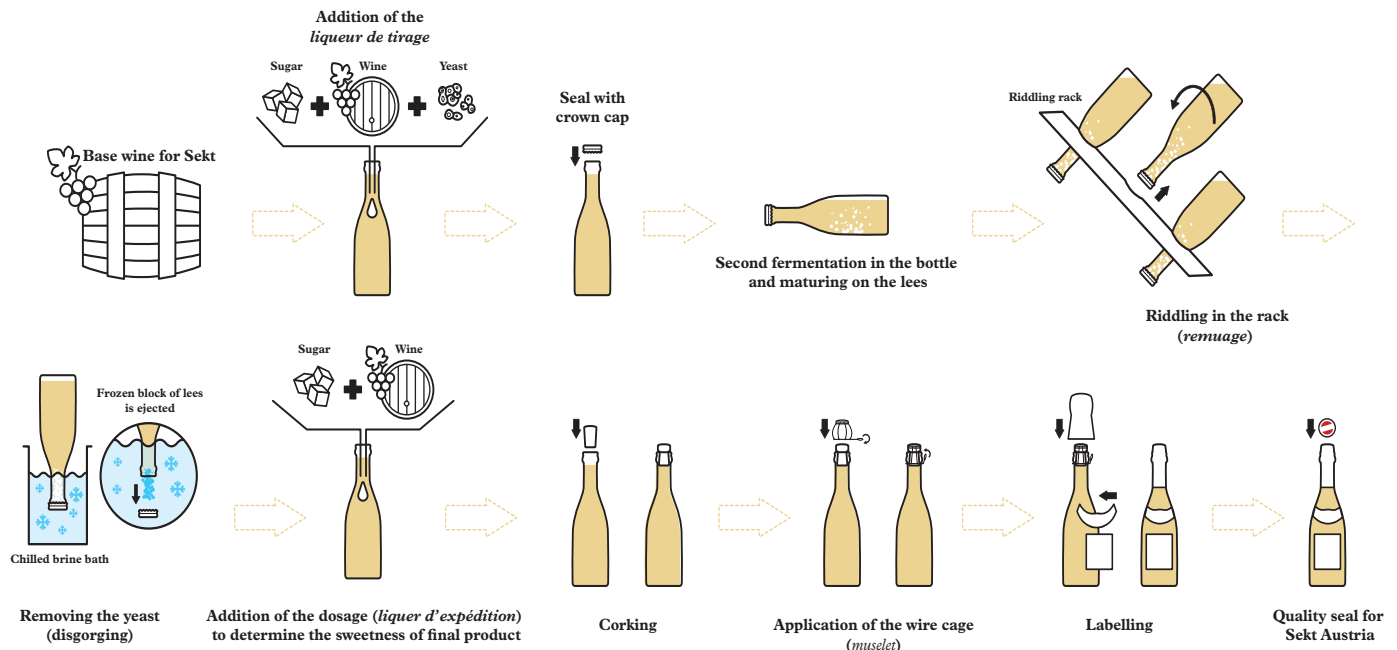 Addition of the
liqueur de tirage
Sugar
Wine
Yeast
Base wine for Sekt
Seal with
crown cap
Second fermentation in the bottle
and maturing on the lees
Riddling rack
Riddling in the rack
(remuage)
Frozen block of lees
is ejected
Chilled brine bath
Removing the yeast
(disgorging)
Sugar
Wine
Addition of the dosage (liquer d'expédition)
to determine the sweetness of final product
Corking
Application of the wire cage
(muselet)
Labelling
Quality seal for
Sekt Austria